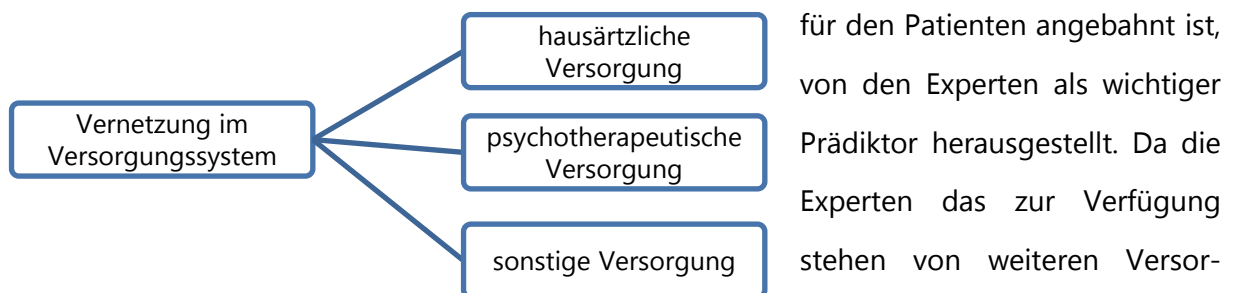 Vernetzung im
Versorgungssystem
hausärtzliche
Versorgung
psychotherapeutische
Versorgung
sonstige Versorgung
für den Patienten angebahnt ist,
von den Experten als wichtiger
Prädiktor herausgestellt. Da die
Experten das zur Verfügung
stehen von weiteren Versor-